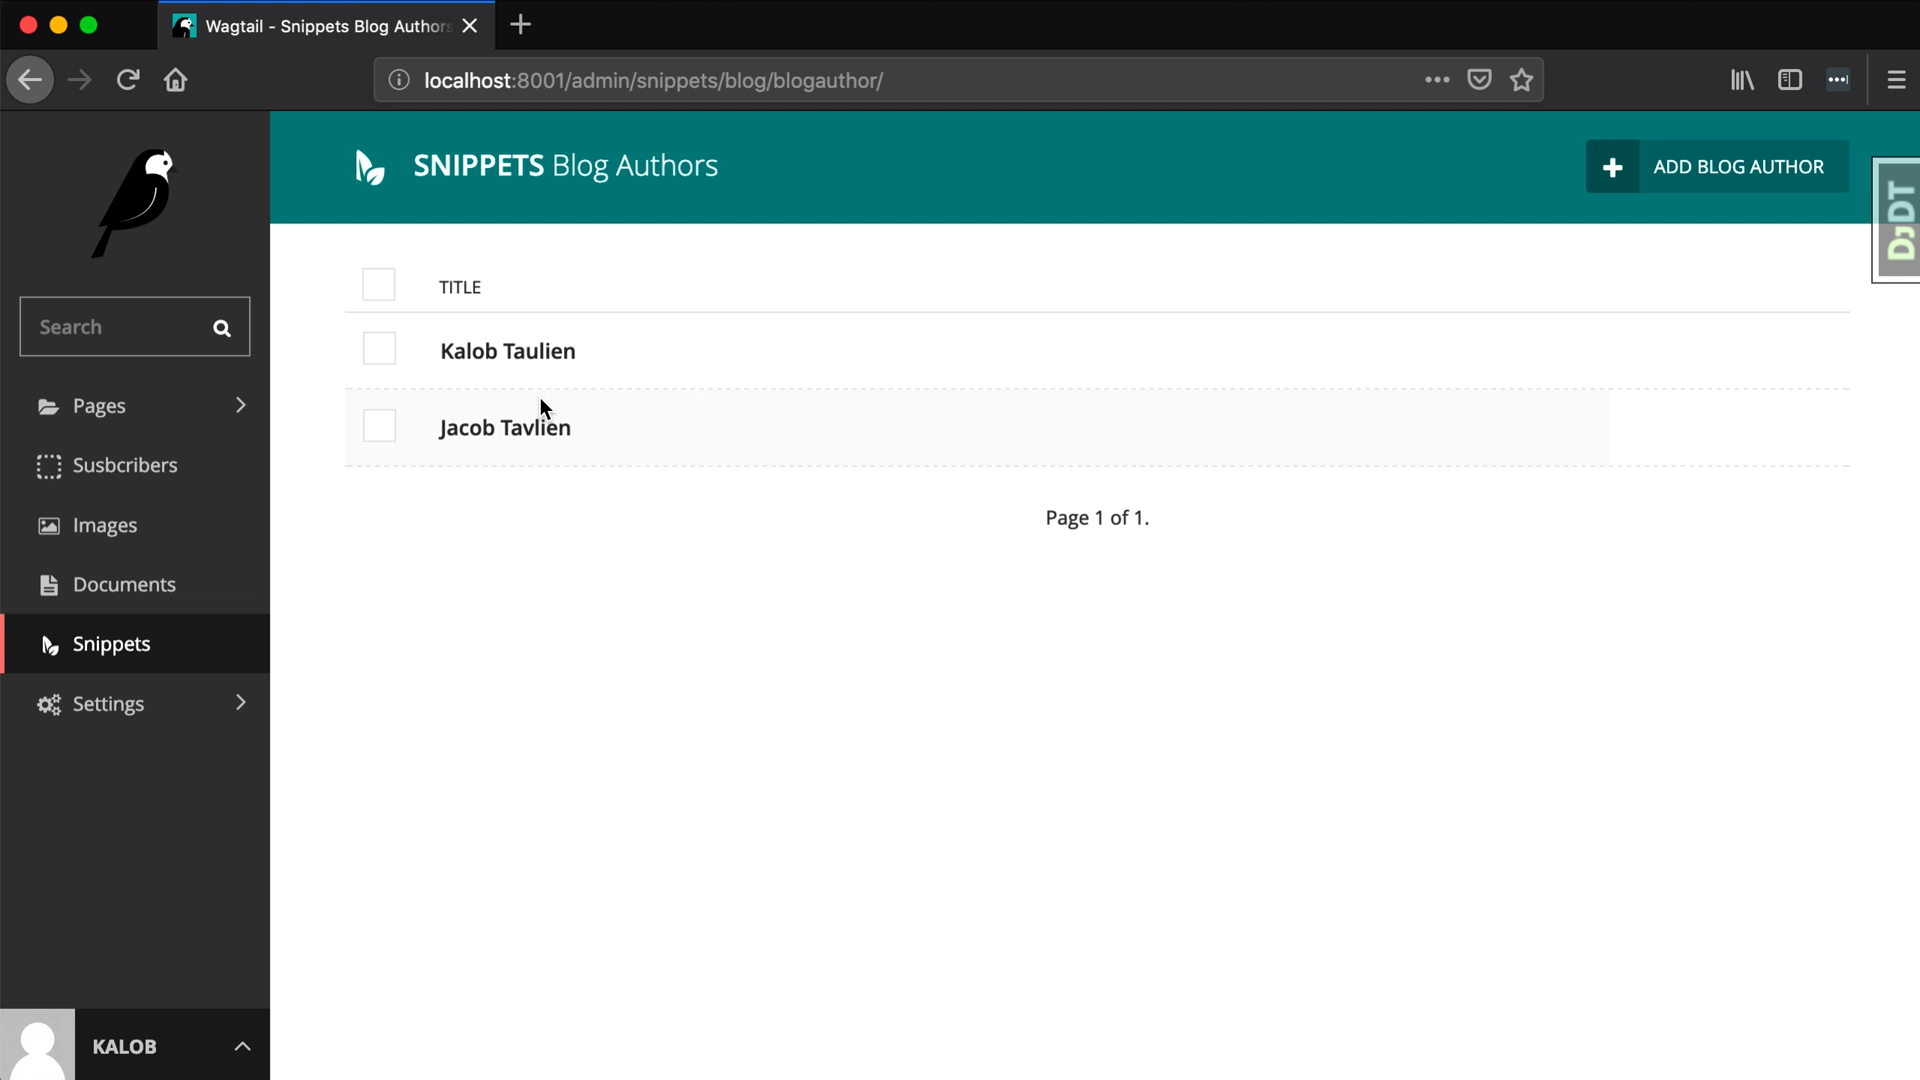 Wagtail - Snippets Blog Authors
localhost:8001/admin/snippets/blog/blogauthor/
SNIPPETS Blog Authors
ADD BLOG AUTHOR
DjDT
Search
TITLE
Kalob Taulien
Jacob Tavlien
Page 1 of 1.
Pages
Susbcribers
Images
Documents
Snippets
Settings
KALOB